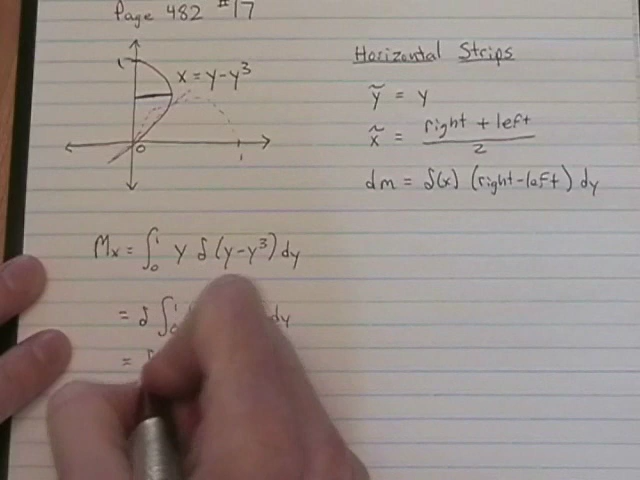 Page 482 #17
1
x = y - y³
0
1
Horizontal Strips
ỹ = y
x̃ = (right + left)/2
dm = δ(x) (right - left) dy
Mx = ∫₀¹ y δ(y - y³) dy
= δ ∫₀¹ dy
=